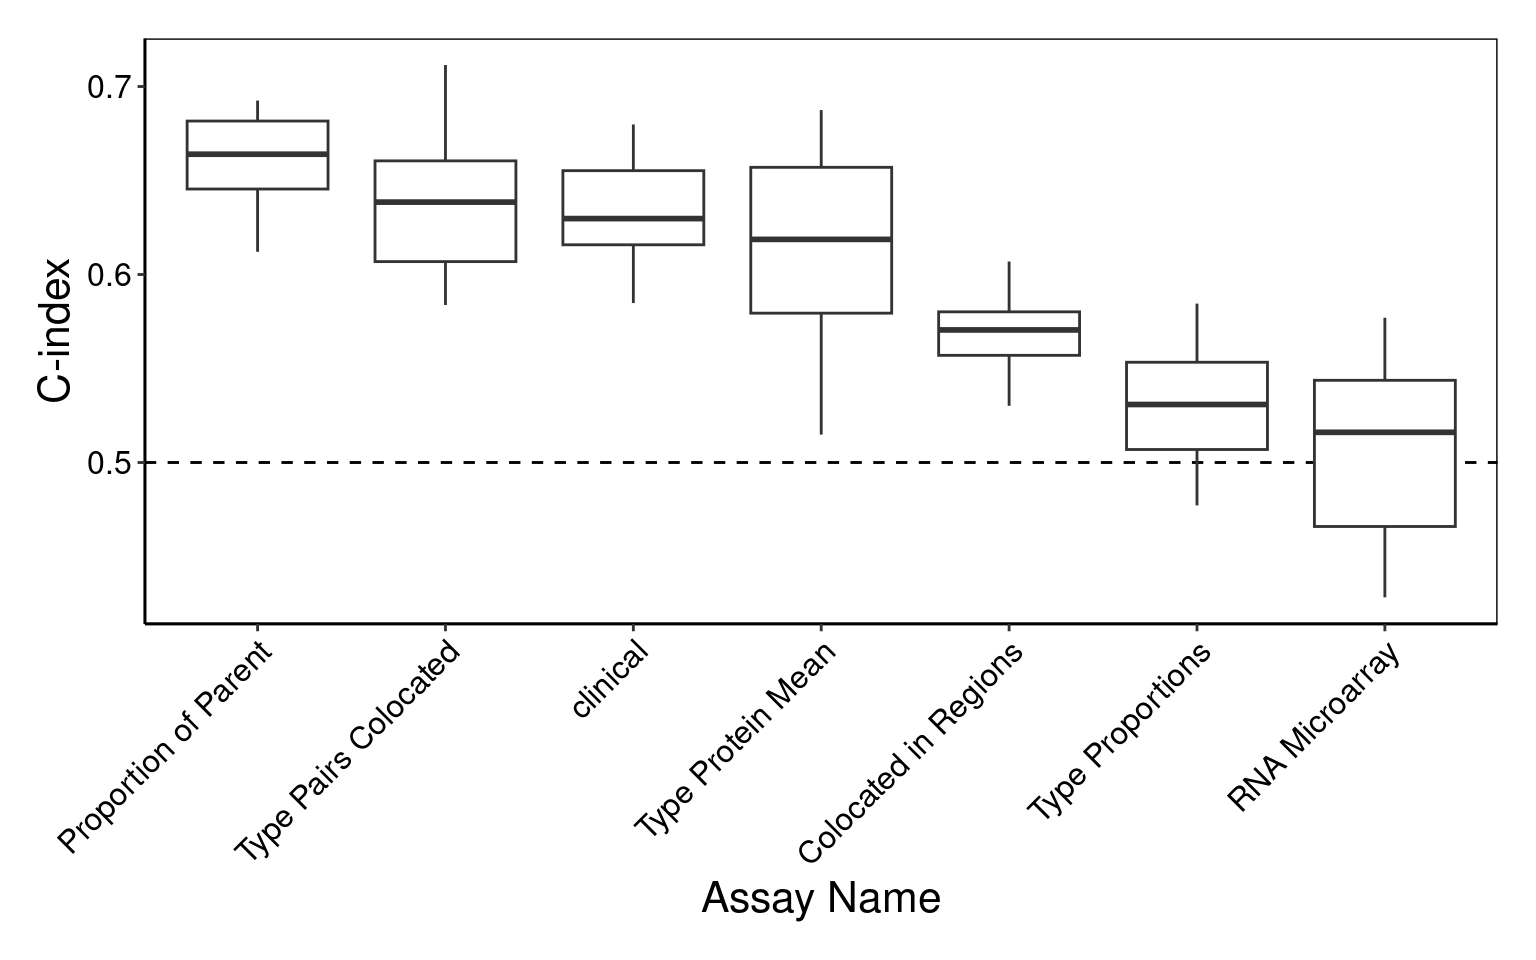 0.7
0.6
0.5
C-index
Proportion of Parent
Type Pairs Colocated
clinical
Type Protein Mean
Colocated in Regions
Type Proportions
RNA Microarray
Assay Name